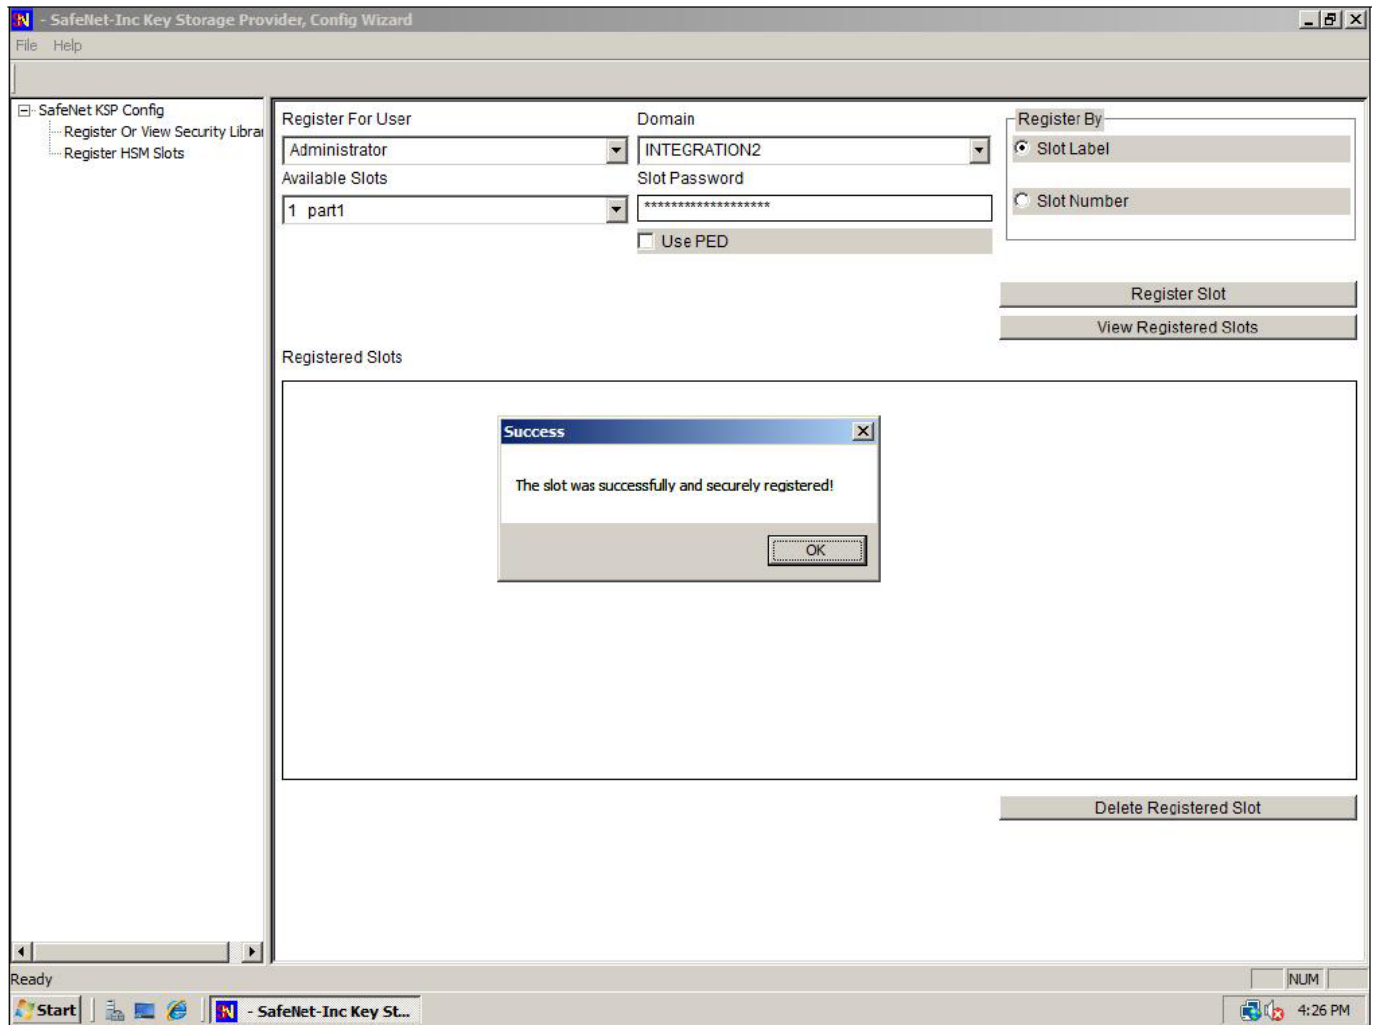 - SafeNet-Inc Key Storage Provider, Config Wizard
File Help
SafeNet KSP Config
Register Or View Security Librar
Register HSM Slots
Register For User
Domain
Register By
Administrator
INTEGRATION2
Slot Label
Available Slots
Slot Password
1 part1
*******************
Slot Number
Use PED
Register Slot
View Registered Slots
Registered Slots
Success
The slot was successfully and securely registered!
OK
Delete Registered Slot
Ready
NUM
Start
- SafeNet-Inc Key St...
4:26 PM